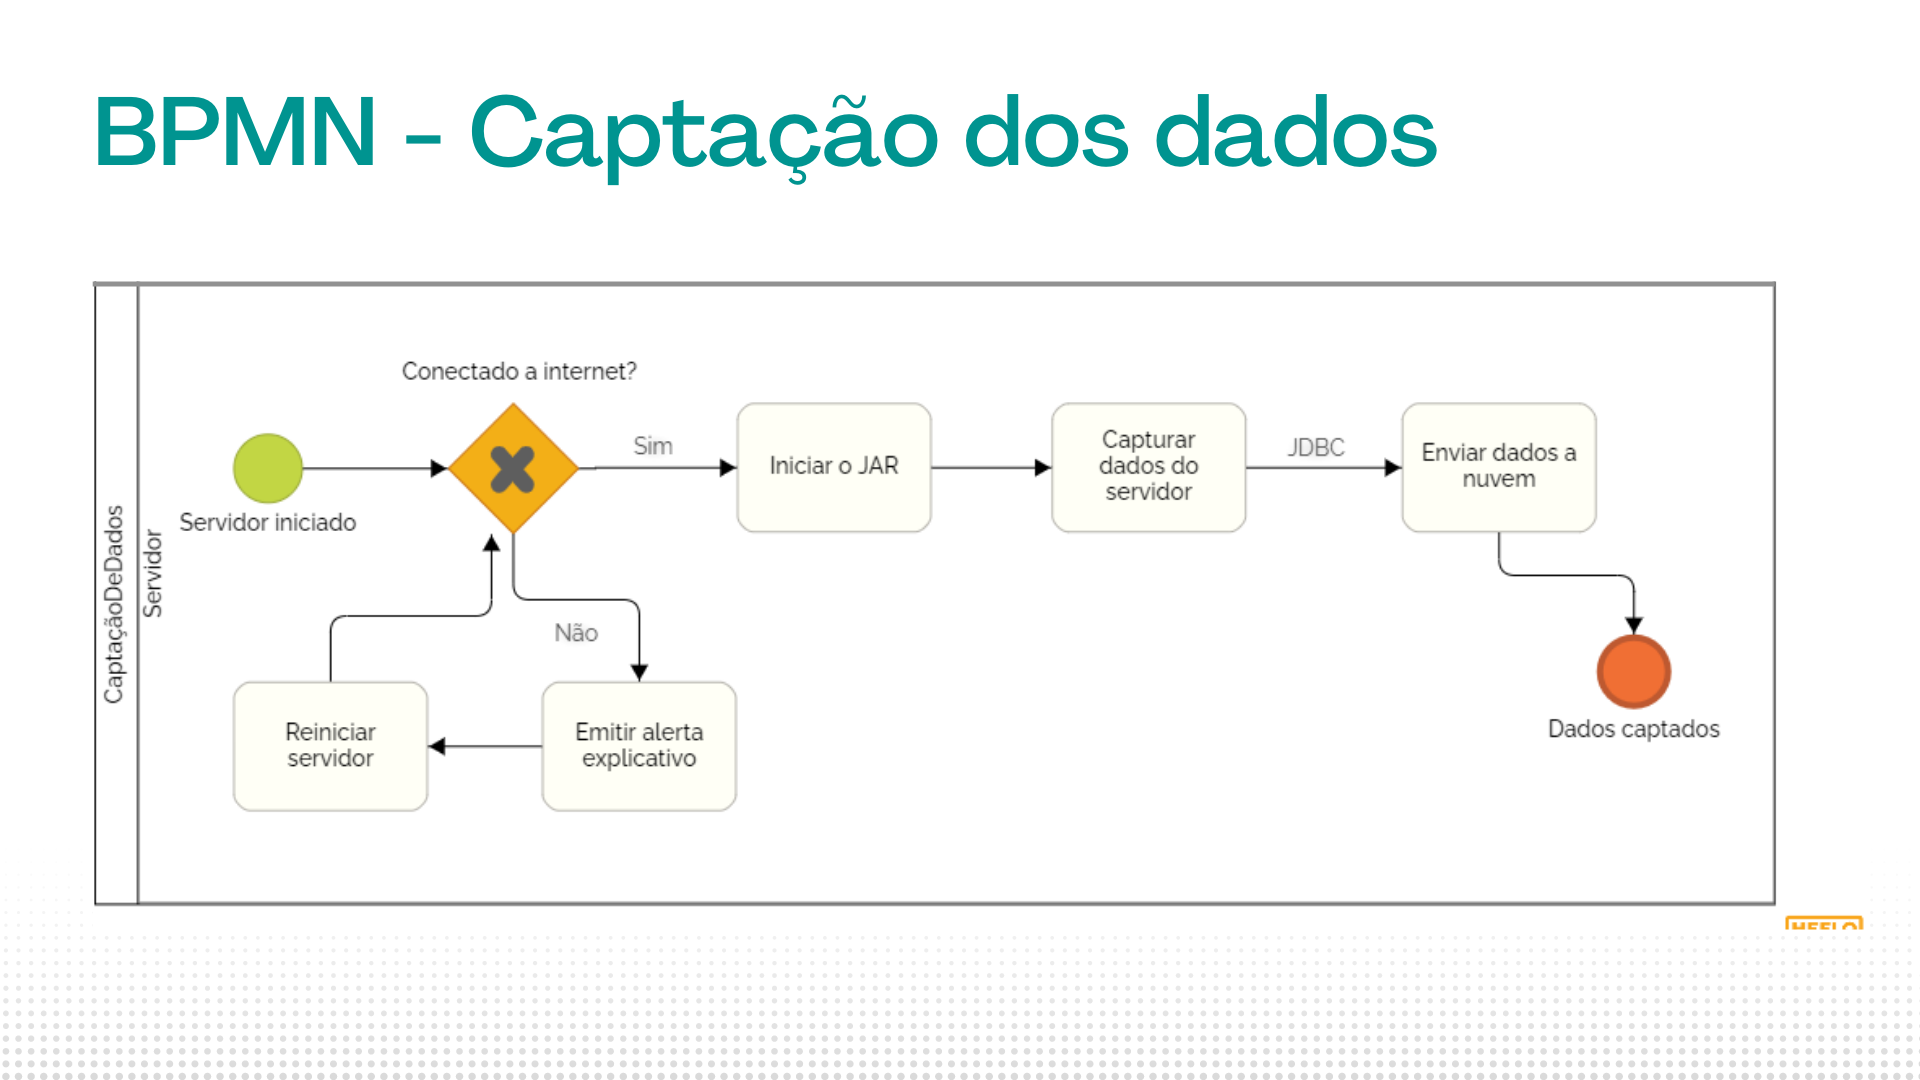 BPMN - Captação dos dados
CaptaçãoDeDados
Servidor
Conectado a internet?
Servidor iniciado
Sim
Iniciar o JAR
Capturar
dados do
servidor
JDBC
Enviar dados a
nuvem
Não
Reiniciar
servidor
Emitir alerta
explicativo
Dados captados